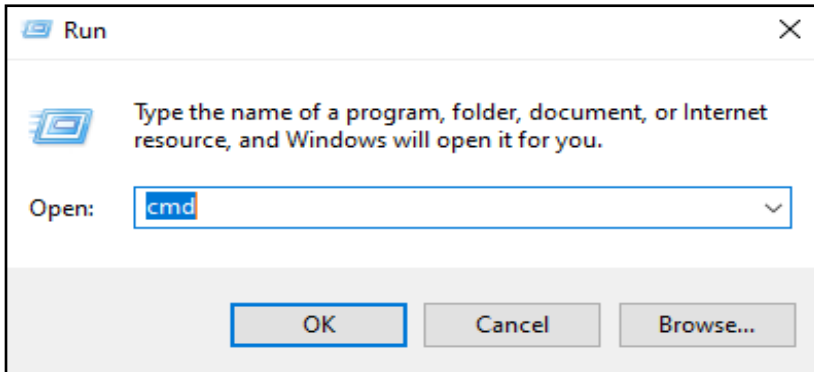 Run
Type the name of a program, folder, document, or Internet
resource, and Windows will open it for you.
Open: cmd
OK Cancel Browse...